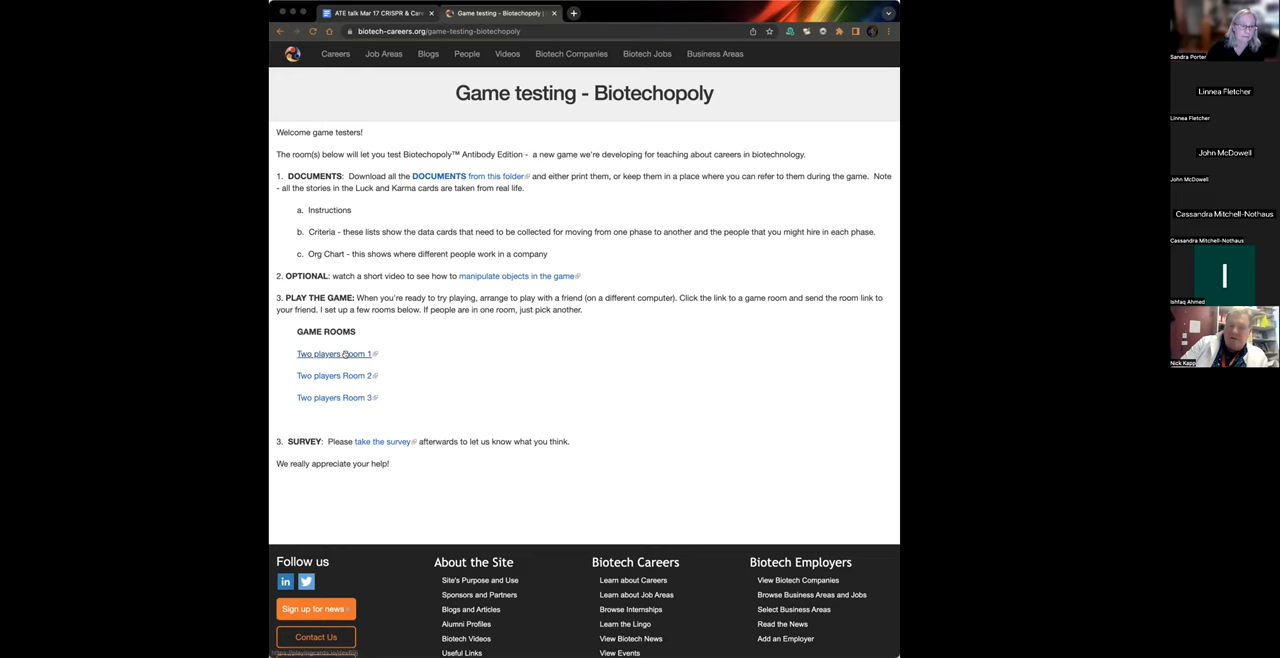 ATE talk Mar 17 CRISPR & Car
Game testing - Biotechopoly |
biotech-careers.org/game-testing-biotechopoly
Careers Job Areas Blogs People Videos Biotech Companies Biotech Jobs Business Areas
Game testing - Biotechopoly
Welcome game testers!
The room(s) below will let you test Biotechopoly™ Antibody Edition - a new game we're developing for teaching about careers in biotechnology.
1. DOCUMENTS: Download all the DOCUMENTS from this folder and either print them, or keep them in a place where you can refer to them during the game. Note
- all the stories in the Luck and Karma cards are taken from real life.
a. Instructions
b. Criteria - these lists show the data cards that need to be collected for moving from one phase to another and the people that you might hire in each phase.
c. Org Chart - this shows where different people work in a company
2. OPTIONAL: watch a short video to see how to manipulate objects in the game
3. PLAY THE GAME: When you're ready to try playing, arrange to play with a friend (on a different computer). Click the link to a game room and send the room link to
your friend. I set up a few rooms below. If people are in one room, just pick another.
GAME ROOMS
Two players Room 1
Two players Room 2
Two players Room 3
3. SURVEY: Please take the survey afterwards to let us know what you think.
We really appreciate your help!
Follow us
in
Sign up for news
Contact Us
About the Site
Site's Purpose and Use
Sponsors and Partners
Blogs and Articles
Alumni Profiles
Biotech Videos
Useful Links
Biotech Careers
Learn about Careers
Learn about Job Areas
Browse Internships
Learn the Lingo
View Biotech News
View Events
Biotech Employers
View Biotech Companies
Browse Business Areas and Jobs
Select Business Areas
Read the News
Add an Employer
Sandra Porter
Linnea Fletcher
Linnea Fletcher
John McDowell
John McDowell
Cassandra Mitchell-Nothaus
Cassandra Mitchell-Nothaus
I
Ishfaq Ahmed
Nick Kapp